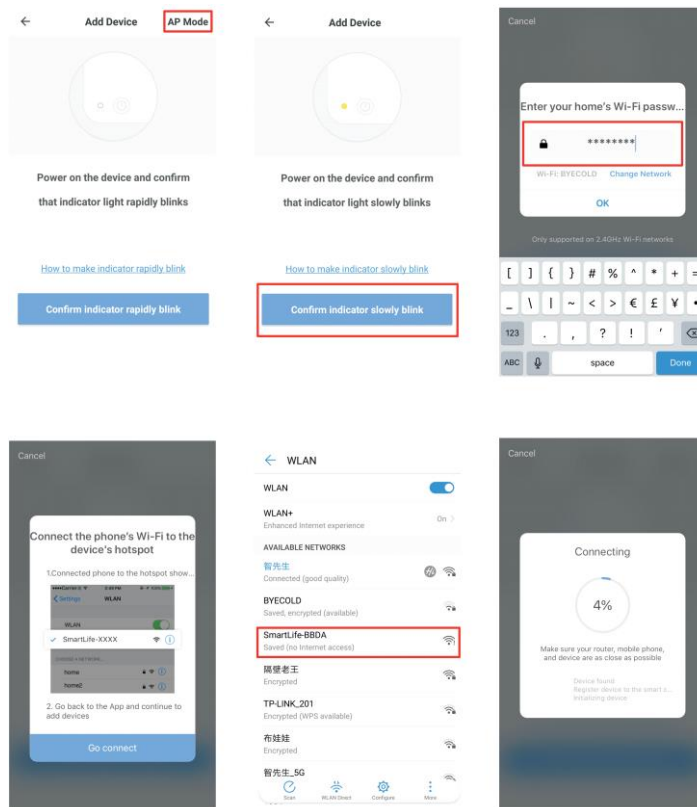 Add Device
AP Mode
Power on the device and confirm
that indicator light rapidly blinks
How to make indicator rapidly blink
Confirm indicator rapidly blink
Add Device
Power on the device and confirm
that indicator light slowly blinks
How to make indicator slowly blink
Confirm indicator slowly blink
Cancel
Enter your home's Wi-Fi passw...
********
Wi-Fi: BYECOLD Change Network
OK
Only supported on 2.4GHz Wi-Fi networks
[ ] { } # % ^ * + =
_ \ | ~ < > € £ ¥ •
123 . , ? ! '
ABC space Done
Cancel
Connect the phone's Wi-Fi to the
device's hotspot
1.Connected phone to the hotspot show...
Settings WLAN
WLAN
SmartLife-XXXX
CHOOSE A NETWORK...
home
home2
2. Go back to the App and continue to
add devices
Go connect
WLAN
WLAN
WLAN+
Enhanced Internet experience
On
AVAILABLE NETWORKS
智先生
Connected (good quality)
BYECOLD
Saved, encrypted (available)
SmartLife-BBDA
Saved (no Internet access)
隔壁老王
Encrypted
TP-LINK_201
Encrypted (WPS available)
布娃娃
Encrypted
智先生_5G
Scan WLAN Direct Configure More
Cancel
Connecting
4%
Make sure your router, mobile phone,
and device are as close as possible
Device found
Register device to the smart c...
Initializing device